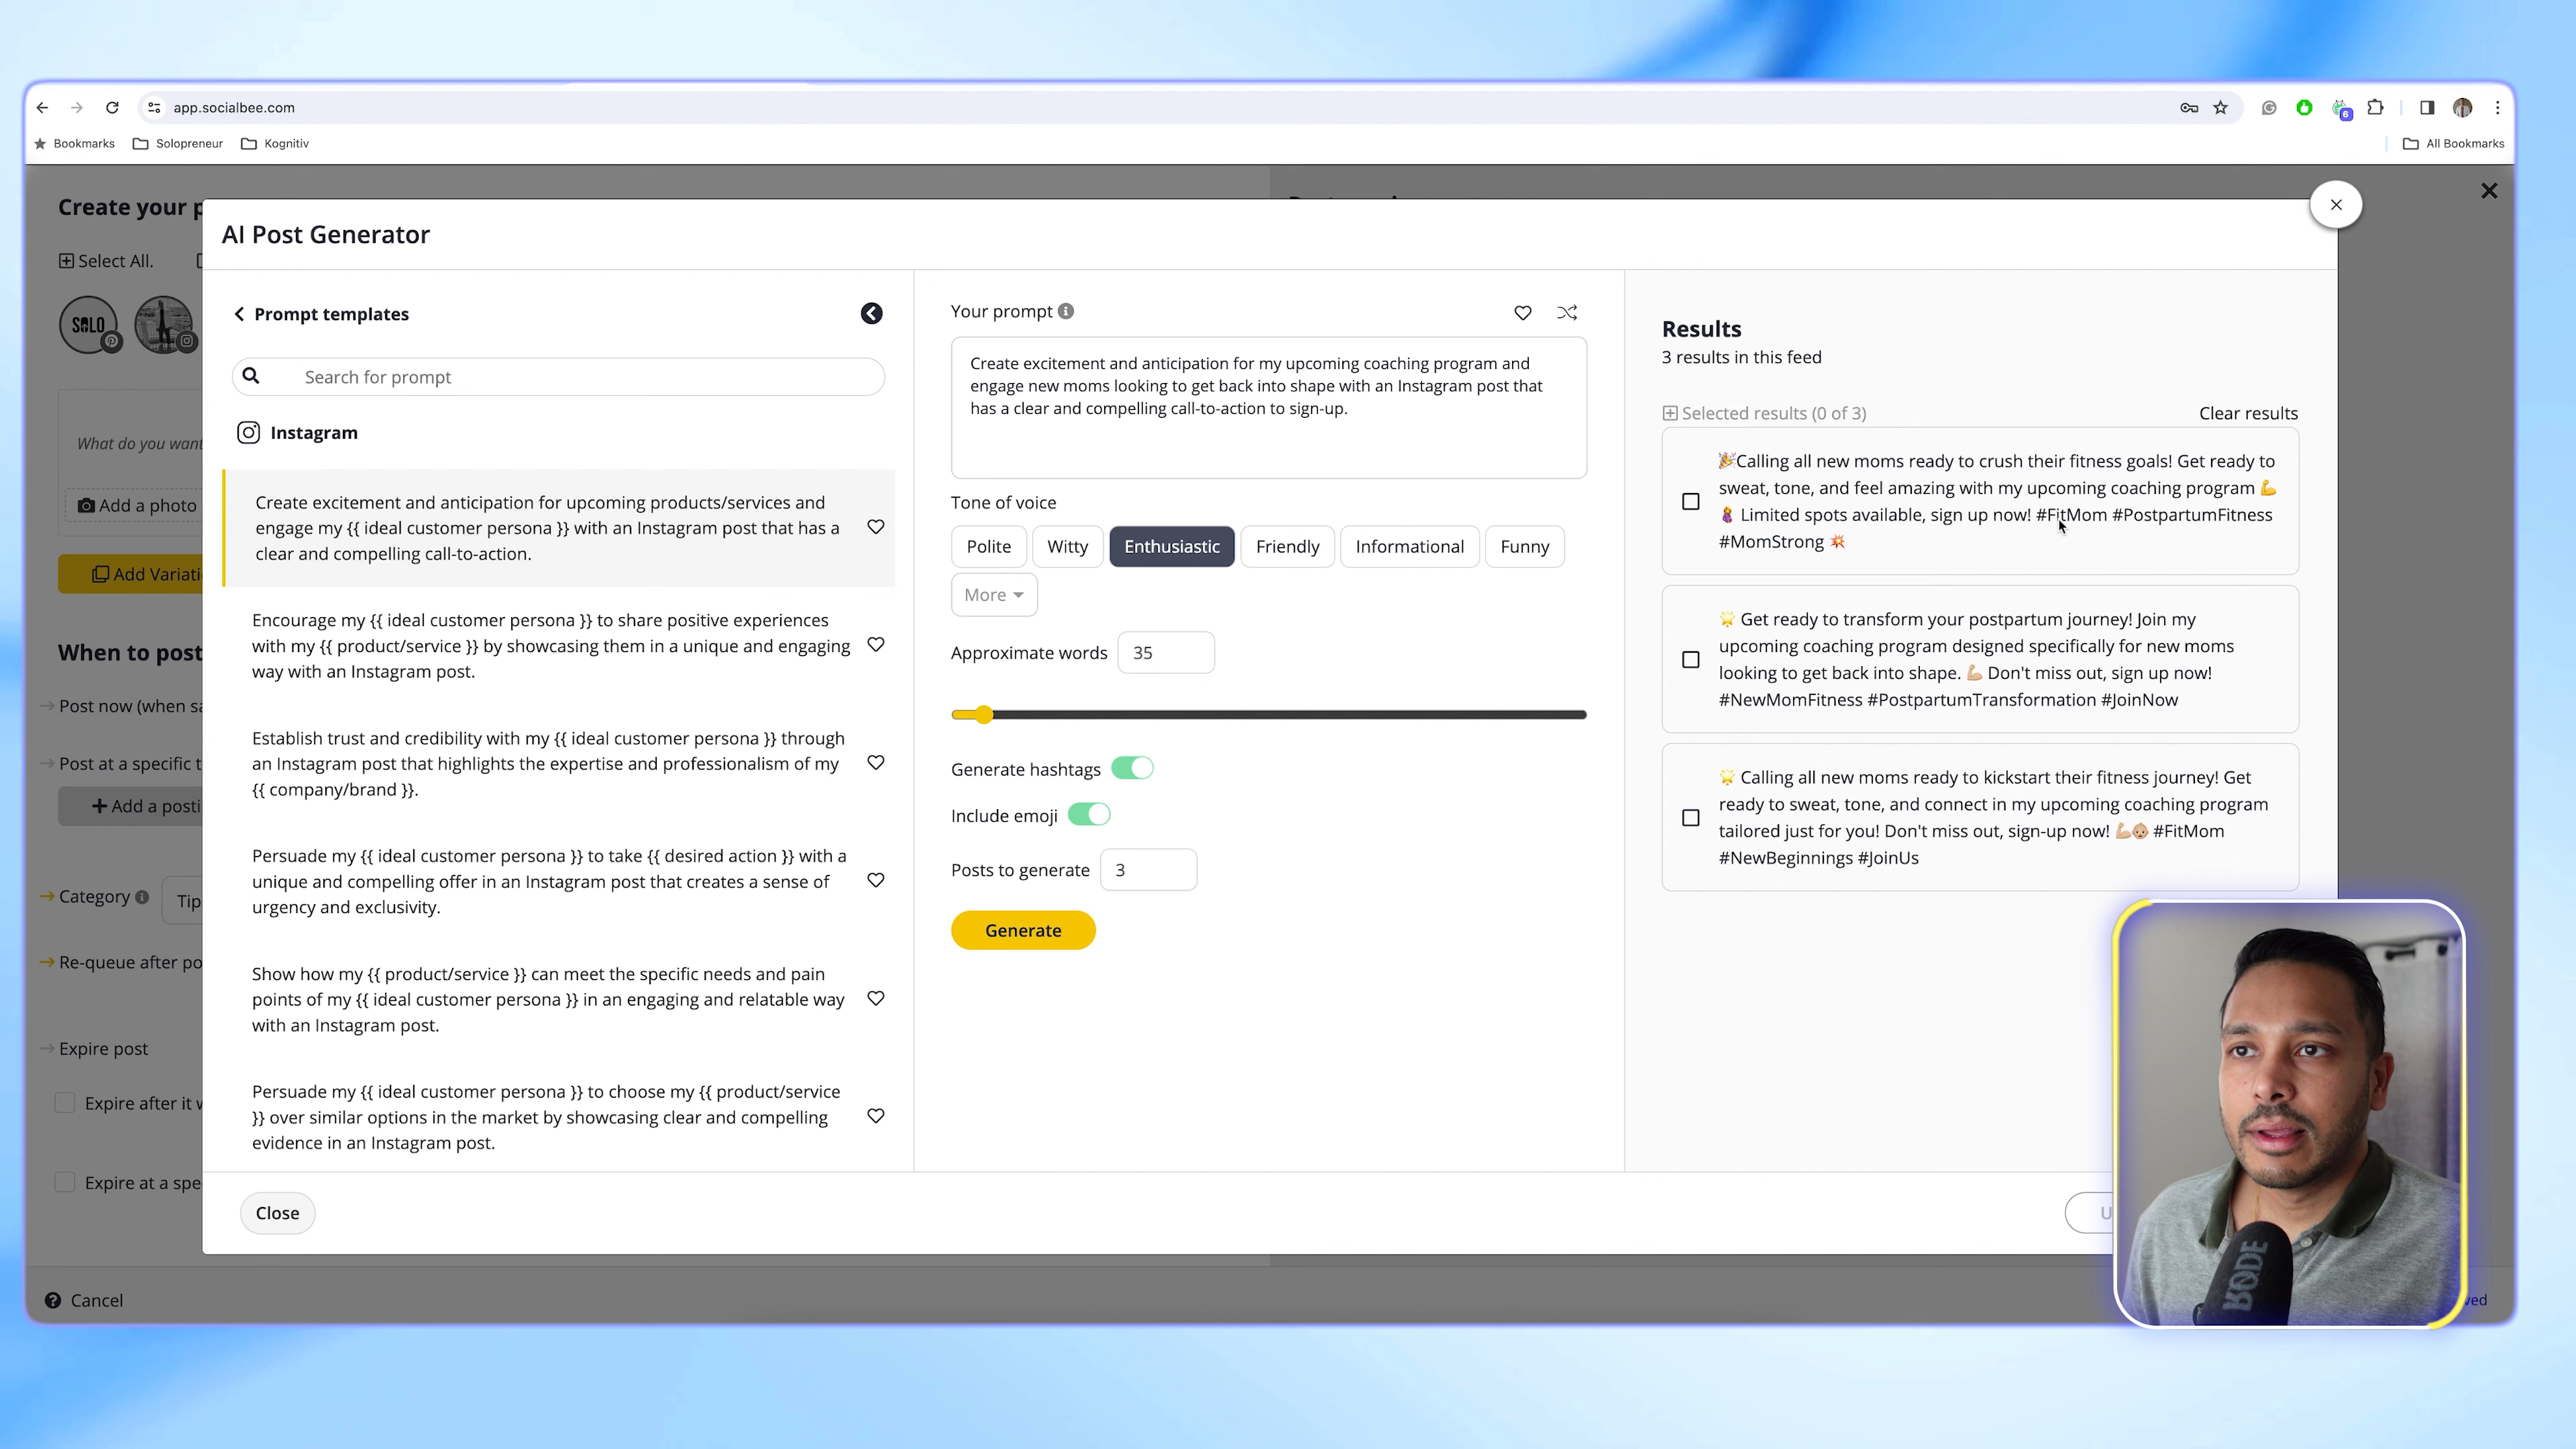 app.socialbee.com
6
Bookmarks
Solopreneur
Kognitiv
All Bookmarks
Create your p
Select All.
SOLO
What do you want
Add a photo
Add Variati
When to post
Post now (when sa
Post at a specific t
Add a posti
Category
Tip
Re-queue after po
Expire post
Expire after it w
Expire at a spe
Cancel
AI Post Generator
Prompt templates
Search for prompt
Instagram
Create excitement and anticipation for upcoming products/services and
engage my {{ ideal customer persona }} with an Instagram post that has a
clear and compelling call-to-action.
Encourage my {{ ideal customer persona }} to share positive experiences
with my {{ product/service }} by showcasing them in a unique and engaging
way with an Instagram post.
Establish trust and credibility with my {{ ideal customer persona }} through
an Instagram post that highlights the expertise and professionalism of my
{{ company/brand }}.
Persuade my {{ ideal customer persona }} to take {{ desired action }} with a
unique and compelling offer in an Instagram post that creates a sense of
urgency and exclusivity.
Show how my {{ product/service }} can meet the specific needs and pain
points of my {{ ideal customer persona }} in an engaging and relatable way
with an Instagram post.
Persuade my {{ ideal customer persona }} to choose my {{ product/service
}} over similar options in the market by showcasing clear and compelling
evidence in an Instagram post.
Close
Your prompt
Create excitement and anticipation for my upcoming coaching program and
engage new moms looking to get back into shape with an Instagram post that
has a clear and compelling call-to-action to sign-up.
Tone of voice
Polite
Witty
Enthusiastic
Friendly
Informational
Funny
More
Approximate words
35
Generate hashtags
Include emoji
Posts to generate
3
Generate
Results
3 results in this feed
Selected results (0 of 3)
Clear results
🎉Calling all new moms ready to crush their fitness goals! Get ready to
sweat, tone, and feel amazing with my upcoming coaching program 💪
🤰 Limited spots available, sign up now! #FitMom #PostpartumFitness
#MomStrong 💥
🌟 Get ready to transform your postpartum journey! Join my
upcoming coaching program designed specifically for new moms
looking to get back into shape. 💪🏼 Don't miss out, sign up now!
#NewMomFitness #PostpartumTransformation #JoinNow
🌟 Calling all new moms ready to kickstart their fitness journey! Get
ready to sweat, tone, and connect in my upcoming coaching program
tailored just for you! Don't miss out, sign-up now! 💪🏼👶🏼 #FitMom
#NewBeginnings #JoinUs
U
RODE
ved